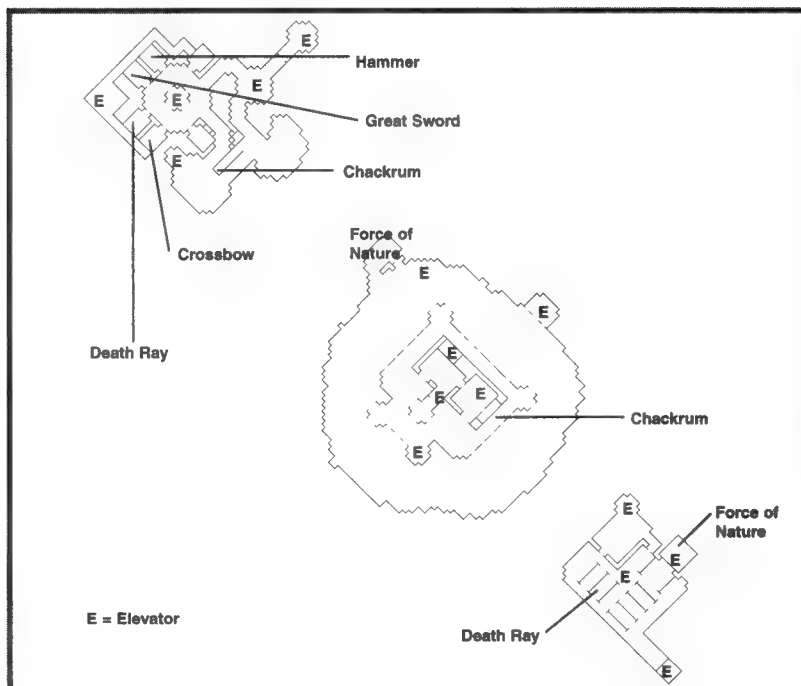 E
Hammer
E
E
E
Great Sword
E
Chackrum
Crossbow
Force of
Nature
E
E
Death Ray
E
E
E
Chackrum
E
E
Force of
Nature
E
E
E = Elevator
Death Ray
E